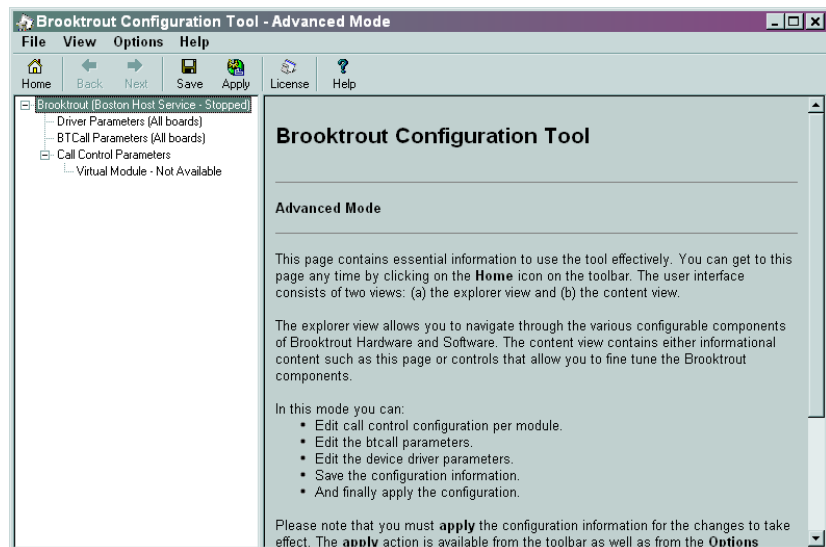 Brooktrout Configuration Tool - Advanced Mode
File View Options Help
Home Back Next Save Apply License Help
Brooktrout (Boston Host Service - Stopped)
Driver Parameters (All boards)
BTCall Parameters (All boards)
Call Control Parameters
Virtual Module - Not Available
Brooktrout Configuration Tool
Advanced Mode
This page contains essential information to use the tool effectively. You can get to this
page any time by clicking on the Home icon on the toolbar. The user interface
consists of two views: (a) the explorer view and (b) the content view.
The explorer view allows you to navigate through the various configurable components
of Brooktrout Hardware and Software. The content view contains either informational
content such as this page or controls that allow you to fine tune the Brooktrout
components.
In this mode you can:
• Edit call control configuration per module.
• Edit the btcall parameters.
• Edit the device driver parameters.
• Save the configuration information.
• And finally apply the configuration.
Please note that you must apply the configuration information for the changes to take
effect. The apply action is available from the toolbar as well as from the Options